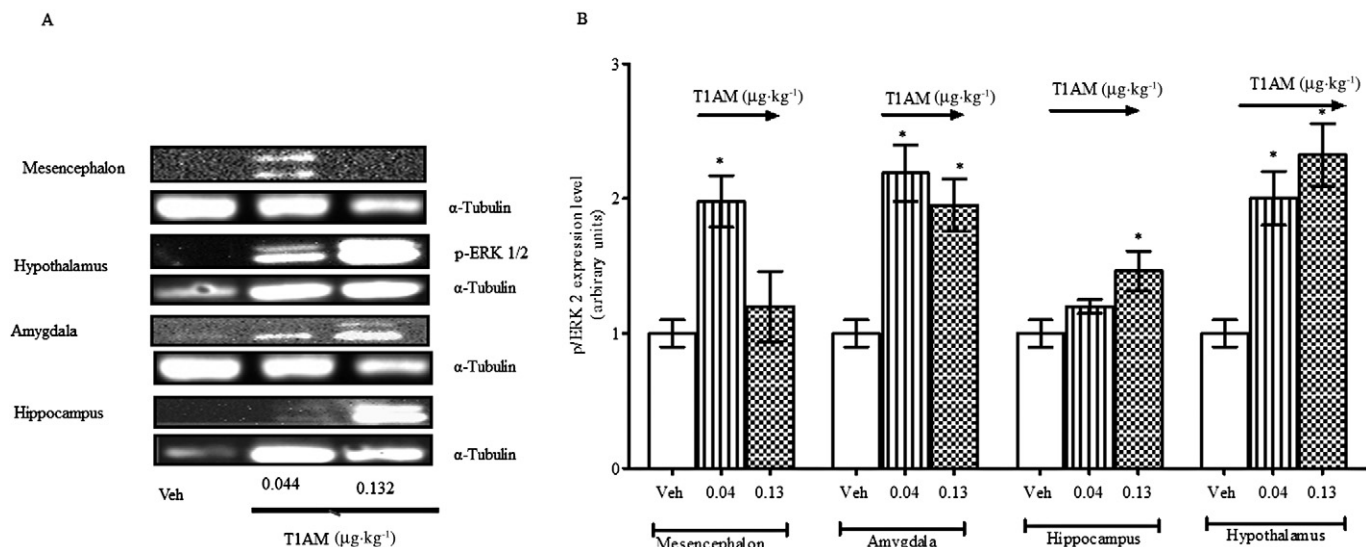 A
Mesencephalon
α-Tubulin
Hypothalamus
p-ERK 1/2
α-Tubulin
Amygdala
α-Tubulin
Hippocampus
α-Tubulin
Veh 0.044 0.132
T1AM (µg·kg⁻¹)
B
p/ERK 2 expression level
(arbitrary units)
3
2
1
0
T1AM (µg·kg⁻¹)
T1AM (µg·kg⁻¹)
T1AM (µg·kg⁻¹)
T1AM (µg·kg⁻¹)
* * * * * *
Veh 0.04 0.13 Veh 0.04 0.13 Veh 0.04 0.13 Veh 0.04 0.13
Mesencephalon Amygdala Hippocampus Hypothalamus